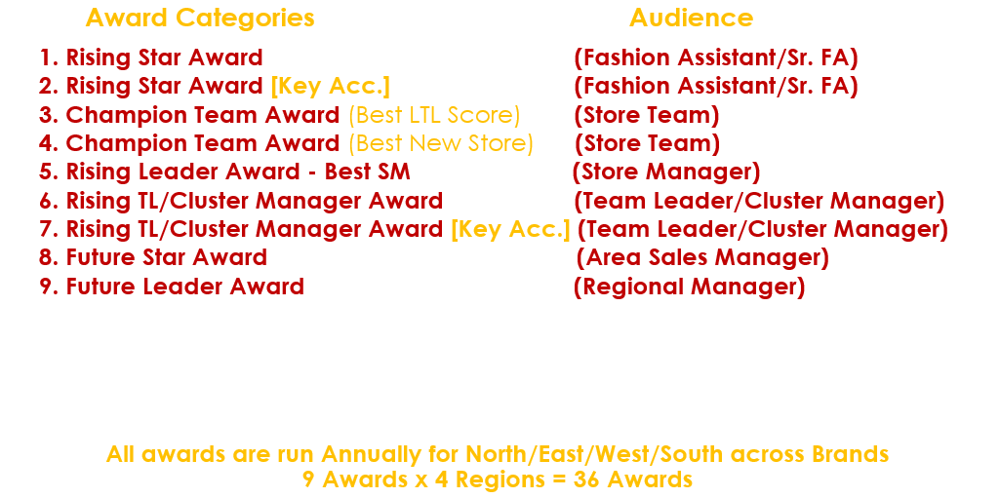 Award Categories Audience
1. Rising Star Award (Fashion Assistant/Sr. FA)
2. Rising Star Award [Key Acc.] (Fashion Assistant/Sr. FA)
3. Champion Team Award (Best LTL Score) (Store Team)
4. Champion Team Award (Best New Store) (Store Team)
5. Rising Leader Award - Best SM (Store Manager)
6. Rising TL/Cluster Manager Award (Team Leader/Cluster Manager)
7. Rising TL/Cluster Manager Award [Key Acc.] (Team Leader/Cluster Manager)
8. Future Star Award (Area Sales Manager)
9. Future Leader Award (Regional Manager)
All awards are run Annually for North/East/West/South across Brands
9 Awards x 4 Regions = 36 Awards